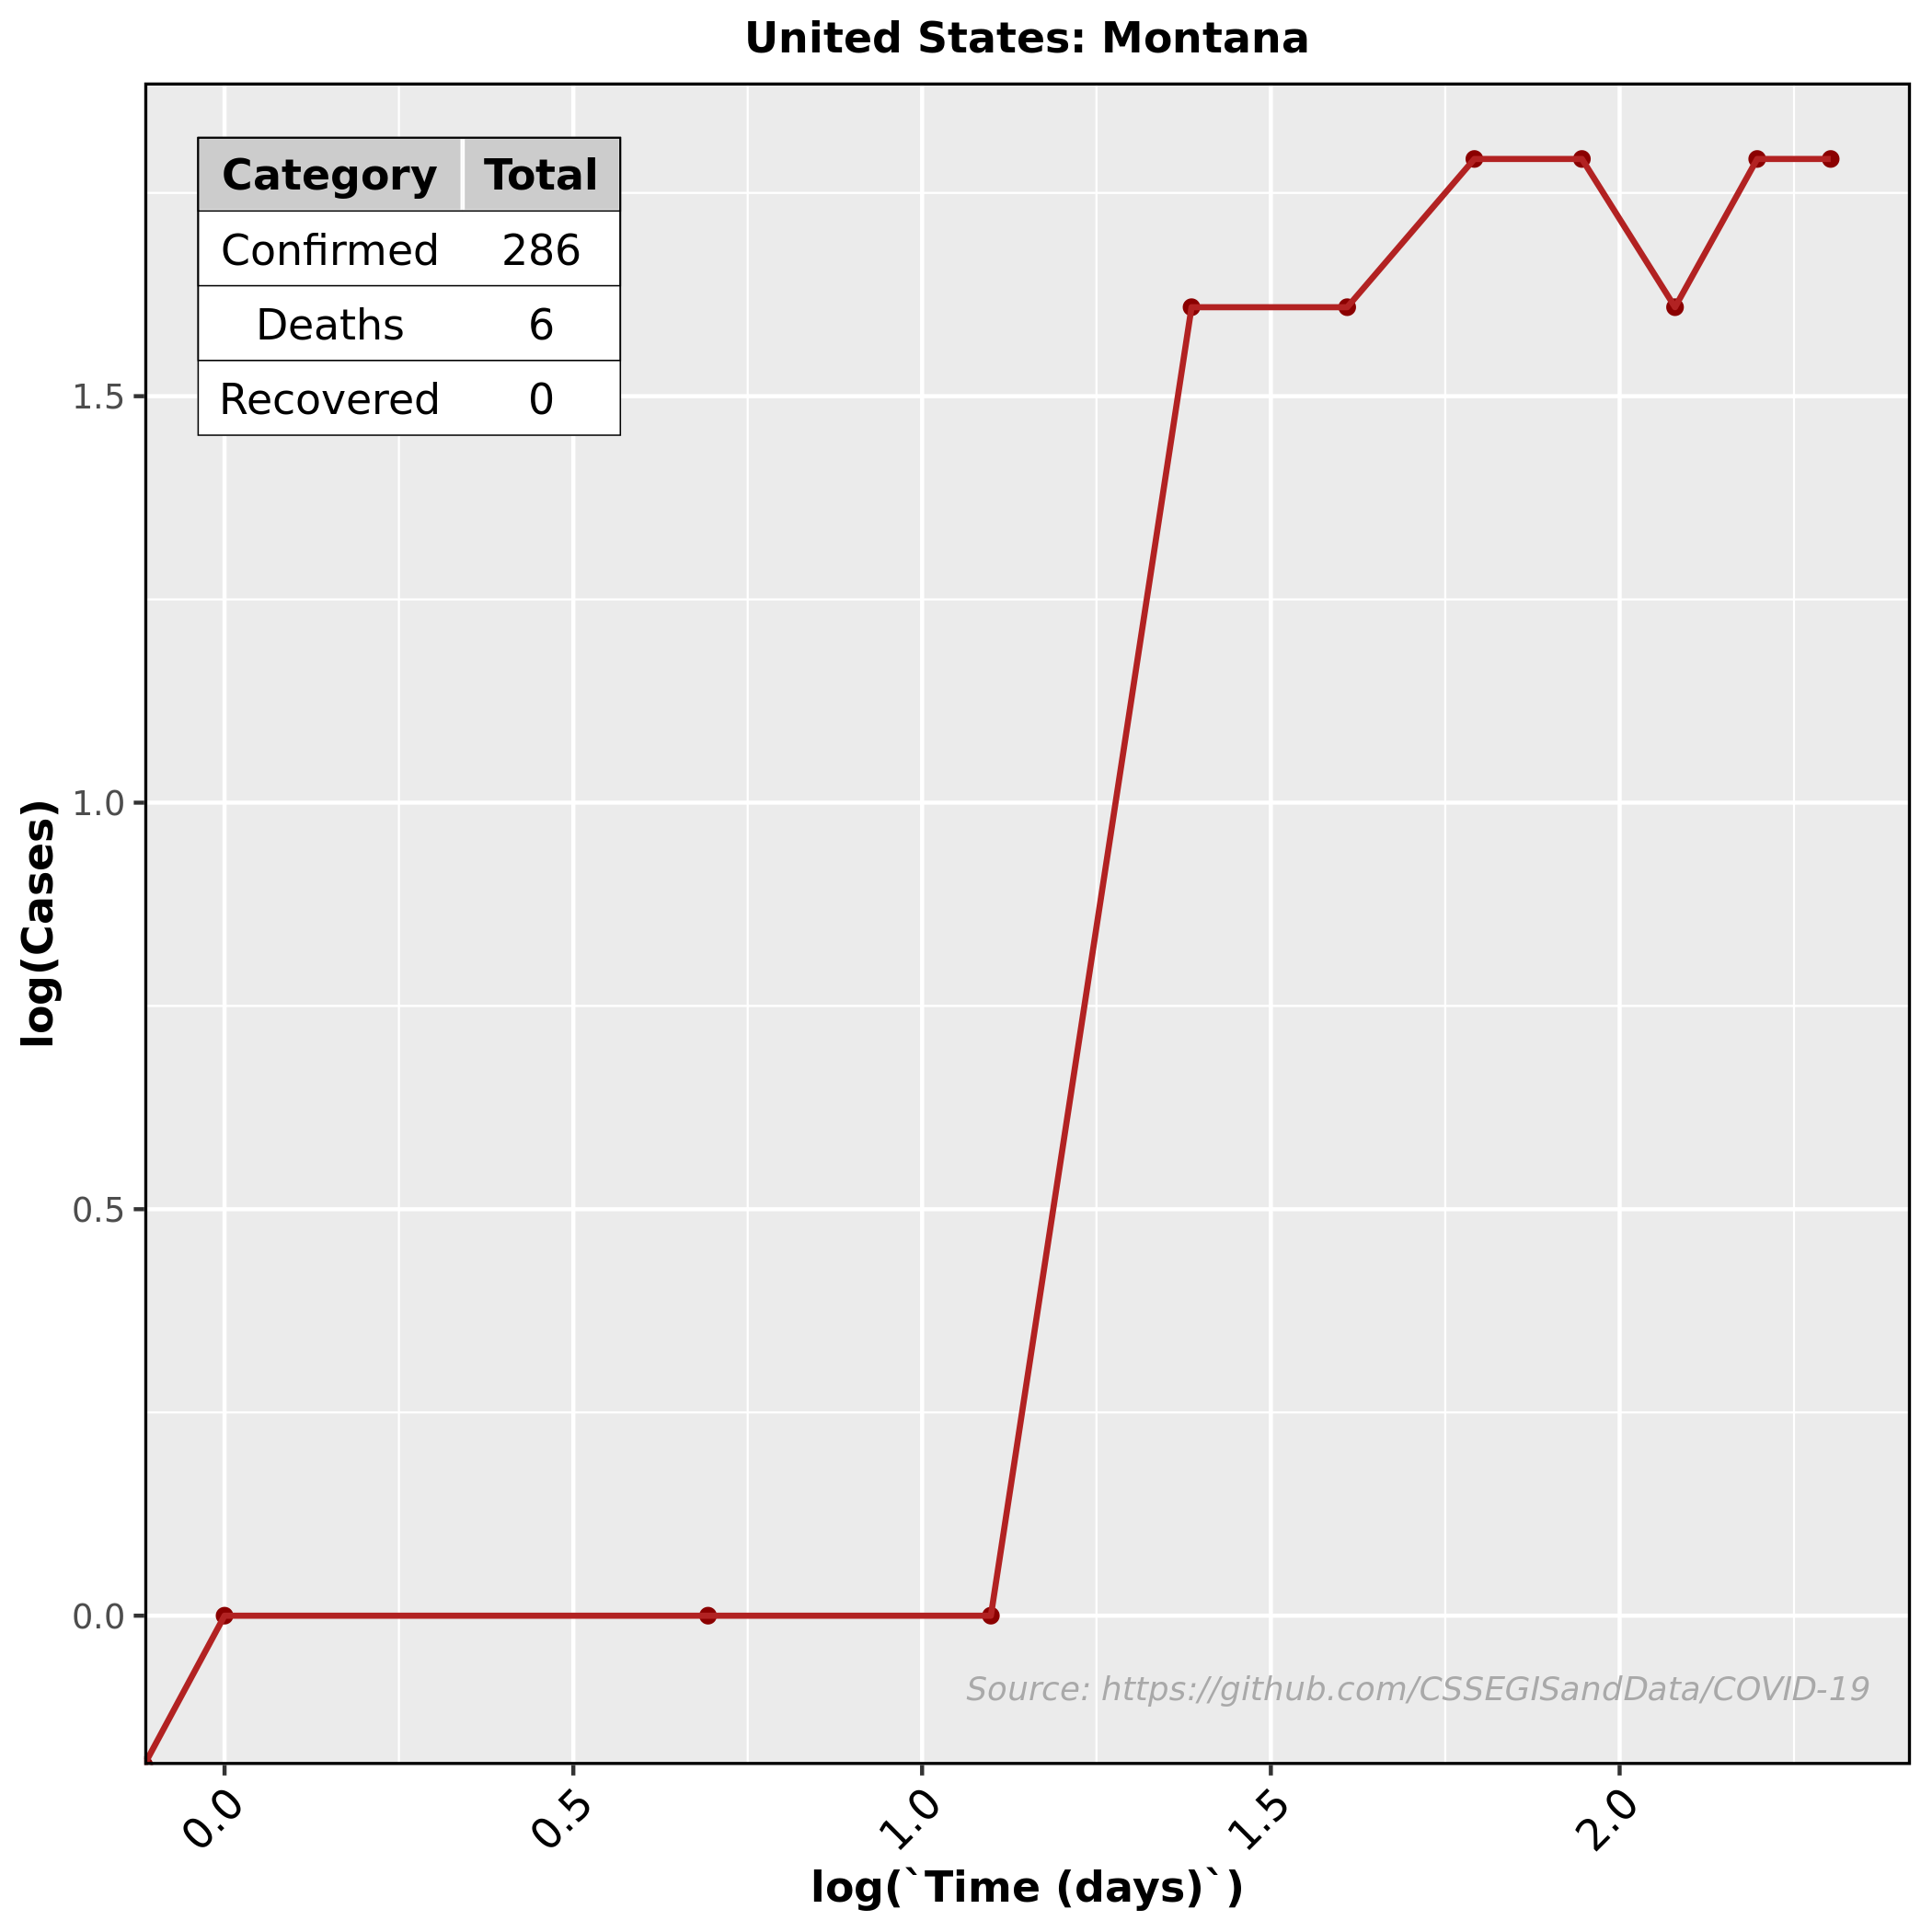 United States: Montana
Category Total
Confirmed 286
Deaths 6
Recovered 0
1.5
1.0
0.5
0.0
log(Cases)
Source: https://github.com/CSSEGISandData/COVID-19
0.0 0.5 1.0 1.5 2.0
log(`Time (days)`)